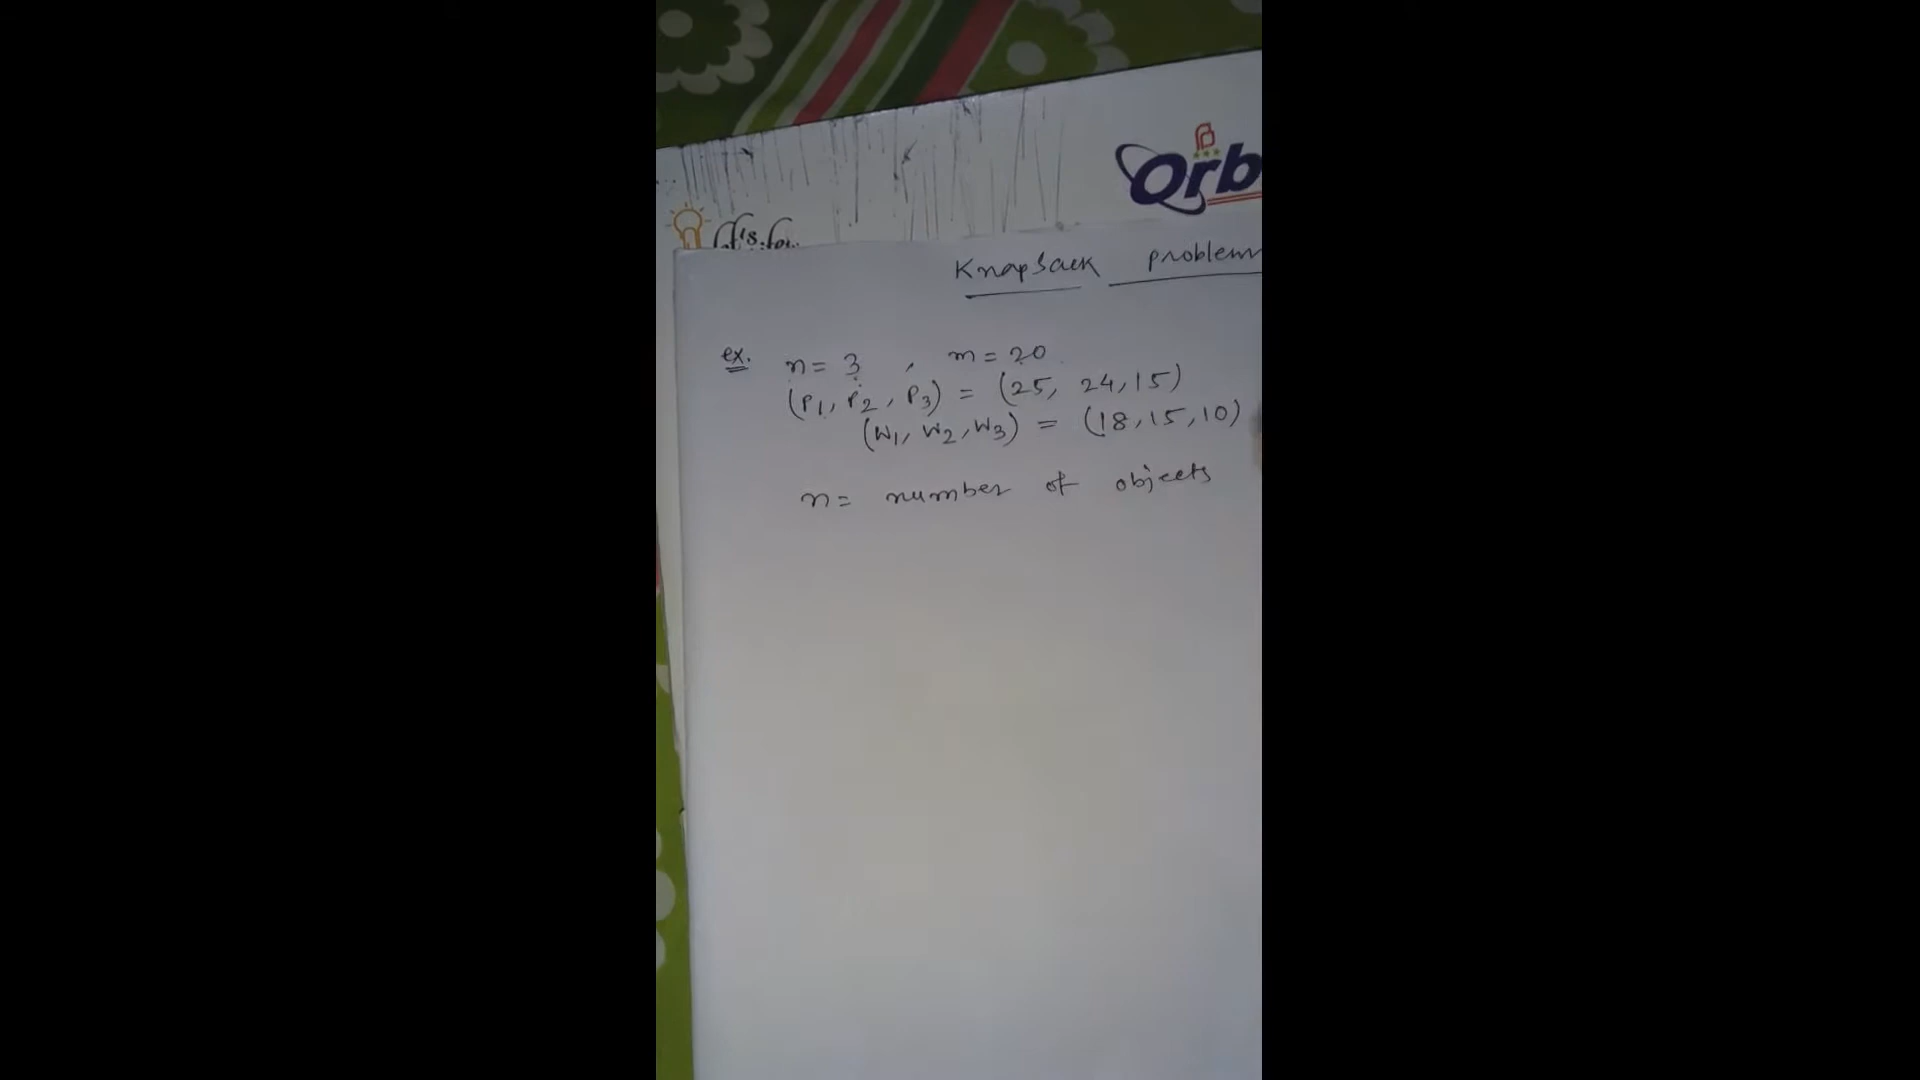 Orb
Knapsack problem
ex. n = 3 , m = 20
(P1, P2, P3) = (25, 24, 15)
(W1, W2, W3) = (18, 15, 10)
n = number of objects